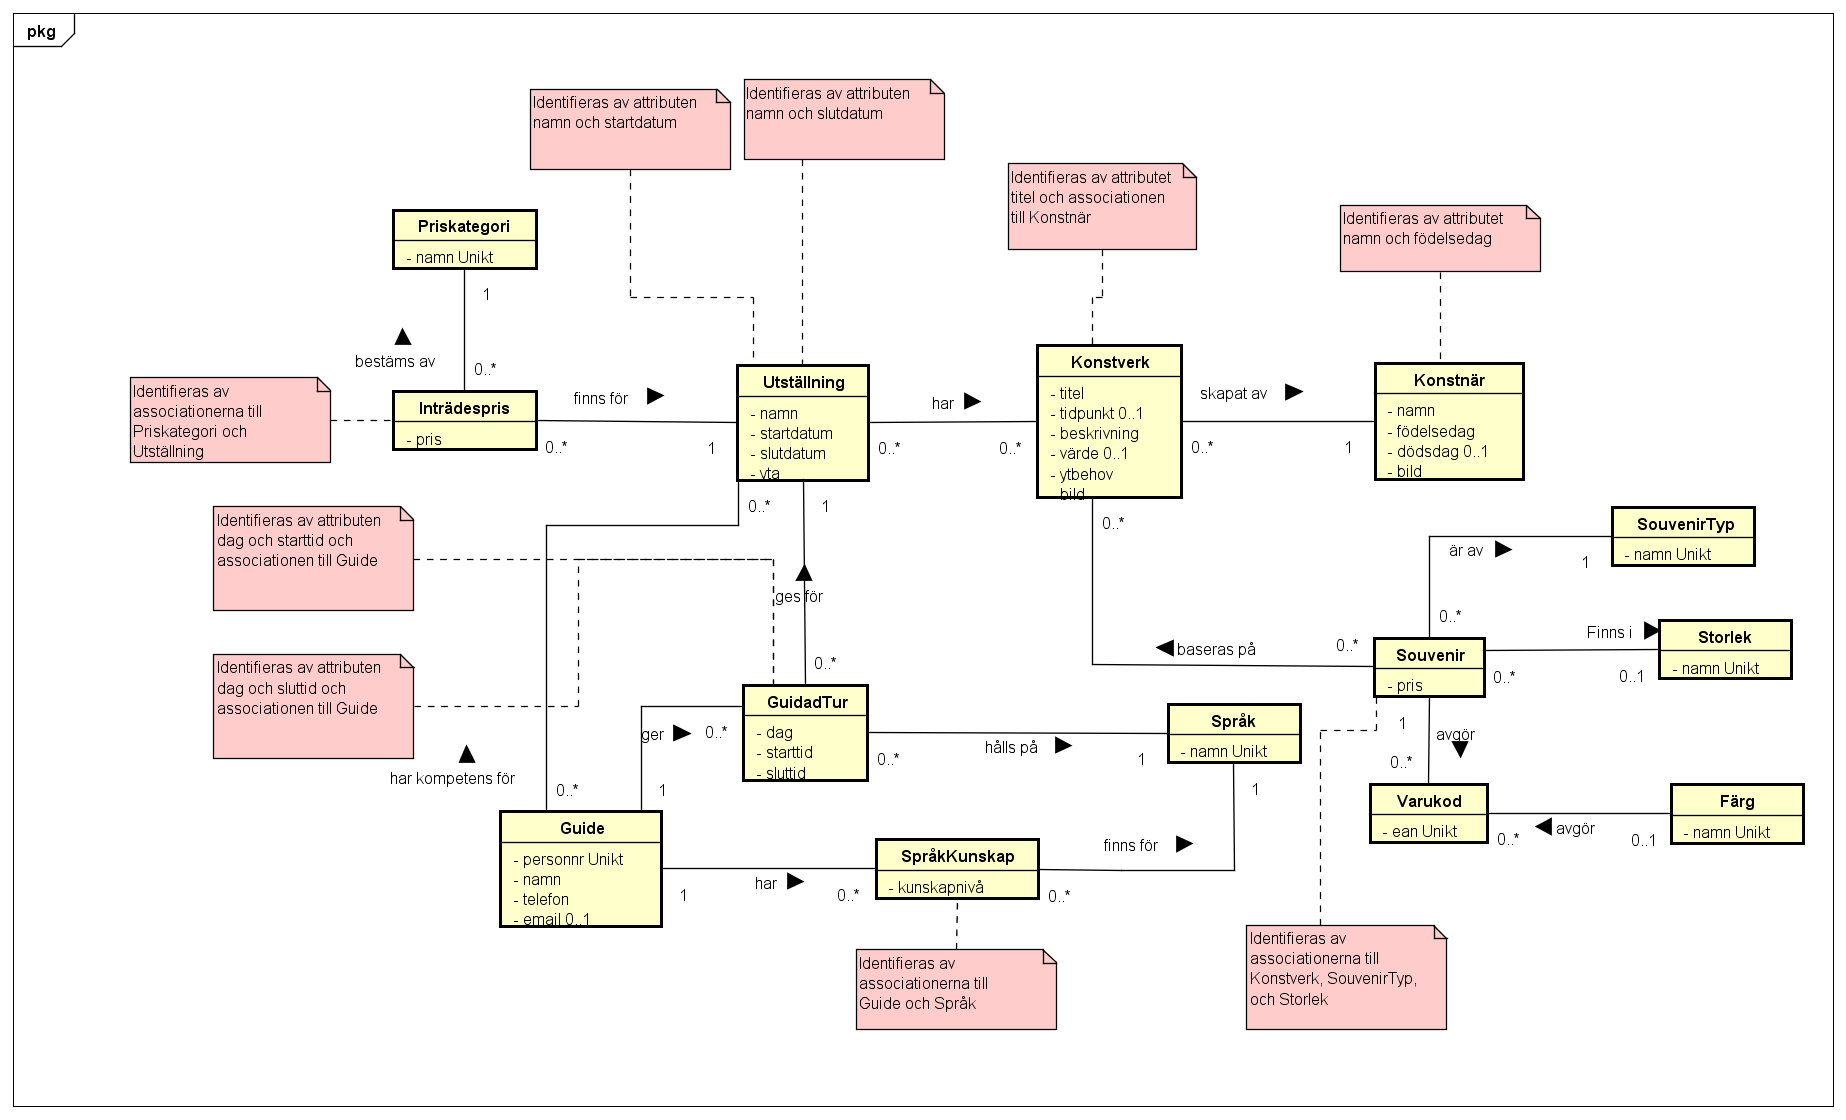 pkg
Identifieras av attributen
namn och startdatum
Identifieras av attributen
namn och slutdatum
Identifieras av attributet
titel och associationen
till Konstnär
Identifieras av attributet
namn och födelsedag
Priskategori
- namn Unikt
1
bestäms av
0..*
Identifieras av
associationerna till
Priskategori och
Utställning
Inträdespris
- pris
finns för
0..*
1
Utställning
- namn
- startdatum
- slutdatum
- yta
har
0..*
0..*
Konstverk
- titel
- tidpunkt 0..1
- beskrivning
- värde 0..1
- ytbehov
- bild
skapat av
0..*
1
Konstnär
- namn
- födelsedag
- dödsdag 0..1
- bild
0..*
1
0..*
Identifieras av attributen
dag och starttid och
associationen till Guide
SouvenirTyp
- namn Unikt
är av
1
0..*
ges för
0..*
baseras på
0..*
Souvenir
- pris
Finns i
0..*
0..1
Storlek
- namn Unikt
Identifieras av attributen
dag och sluttid och
associationen till Guide
GuidadTur
- dag
- starttid
- sluttid
ger
0..*
hålls på
0..*
1
Språk
- namn Unikt
1
avgör
0..*
har kompetens för
0..*
1
1
Varukod
- ean Unikt
avgör
0..*
0..1
Färg
- namn Unikt
Guide
- personnr Unikt
- namn
- telefon
- email 0..1
har
1
0..*
SpråkKunskap
- kunskapnivå
finns för
0..*
Identifieras av
associationerna till
Guide och Språk
Identifieras av
associationerna till
Konstverk, SouvenirTyp,
och Storlek